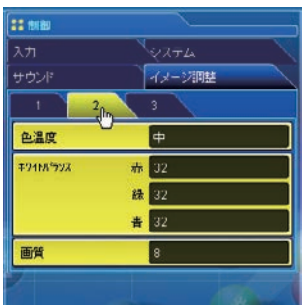 制御
入力 システム
サウンド イメージ調整
1 2 3
色温度 中
ホワイトバランス 赤 32
緑 32
青 32
画質 8